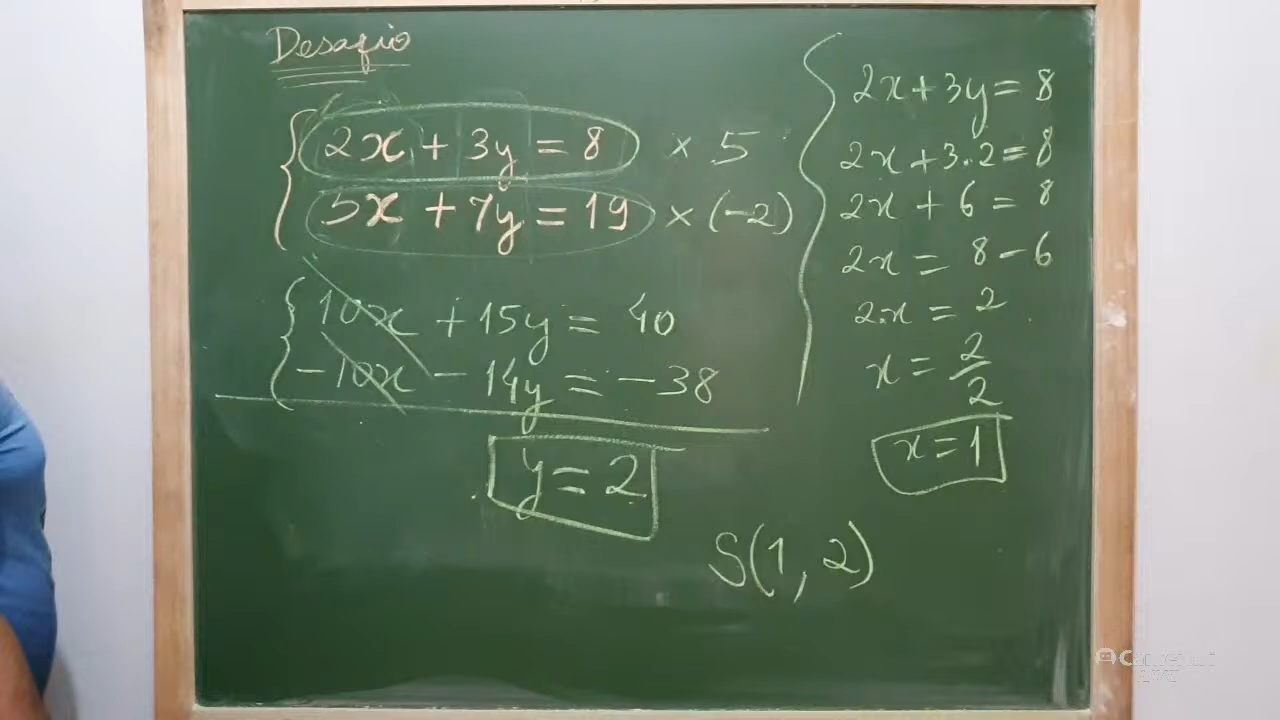 Desafio
2x + 3y = 8 × 5
5x + 7y = 19 × (-2)
10x + 15y = 40
-10x - 14y = -38
y = 2
2x + 3y = 8
2x + 3.2 = 8
2x + 6 = 8
2x = 8 - 6
2x = 2
x = 2/2
x = 1
S(1, 2)